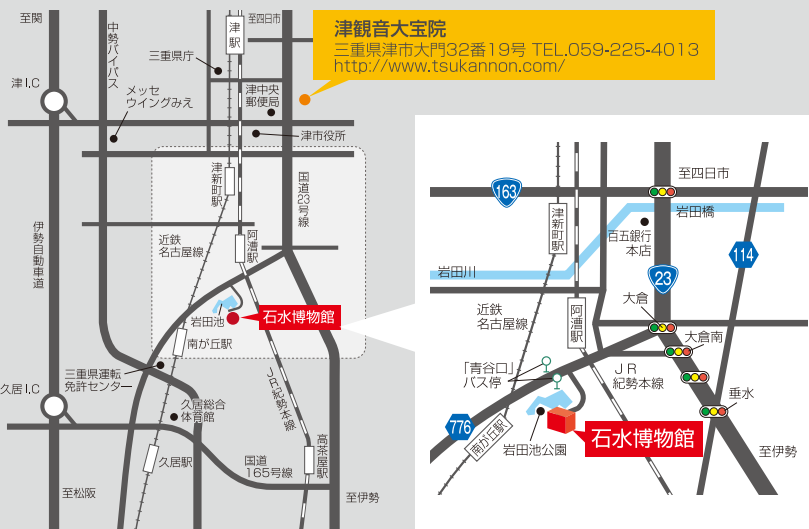 津観音大宝院
三重県津市大門32番19号 TEL.059-225-4013
http://www.tsukannon.com/
至関
中勢バイパス
津駅
至四日市
三重県庁
津I.C
メッセ
ウイングみえ
津中央
郵便局
津市役所
津新町駅
国道23号線
伊勢自動車道
近鉄
名古屋線
阿漕駅
岩田池
石水博物館
南が丘駅
三重県運転
免許センター
久居I.C
久居総合
体育館
JR紀勢本線
久居駅
国道
165号線
高茶屋駅
至松阪
至伊勢
163
至四日市
津新町駅
岩田橋
百五銀行
本店
114
岩田川
23
近鉄
名古屋線
阿漕駅
大倉
大倉南
「青谷口」
バス停
JR
紀勢本線
垂水
776
南が丘駅
岩田池公園
石水博物館
至伊勢